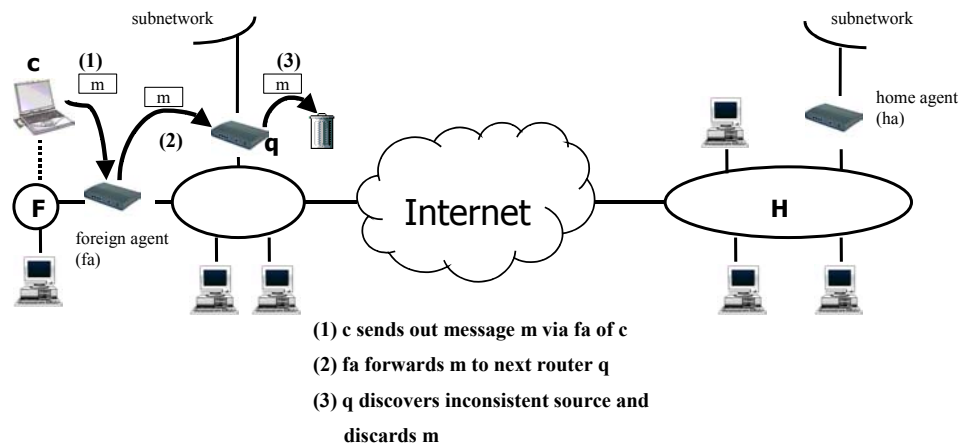 subnetwork
subnetwork
c
(1)
(3)
m
m
m
(2)
q
home agent
(ha)
F
Internet
H
foreign agent
(fa)
(1) c sends out message m via fa of c
(2) fa forwards m to next router q
(3) q discovers inconsistent source and
discards m